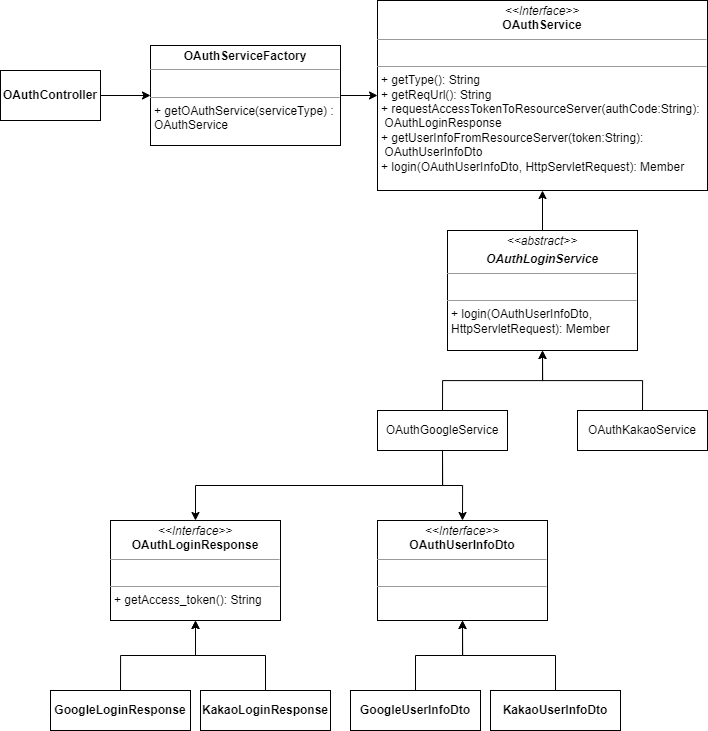 <<Interface>>
OAuthService
+ getType(): String
+ getReqUrl(): String
+ requestAccessTokenToResourceServer(authCode:String):
OAuthLoginResponse
+ getUserInfoFromResourceServer(token:String):
OAuthUserInfoDto
+ login(OAuthUserInfoDto, HttpServletRequest): Member
OAuthServiceFactory
+ getOAuthService(serviceType) :
OAuthService
OAuthController
<<abstract>>
OAuthLoginService
+ login(OAuthUserInfoDto,
HttpServletRequest): Member
OAuthGoogleService
OAuthKakaoService
<<Interface>>
OAuthLoginResponse
+ getAccess_token(): String
<<Interface>>
OAuthUserInfoDto
GoogleLoginResponse
KakaoLoginResponse
GoogleUserInfoDto
KakaoUserInfoDto